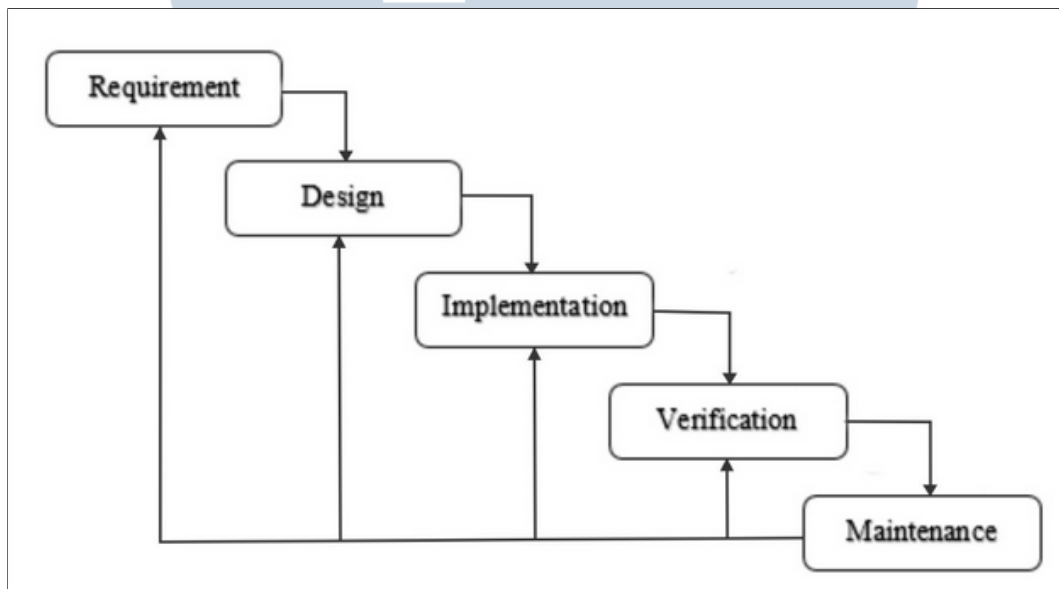 Requirement
Design
Implementation
Verification
Maintenance